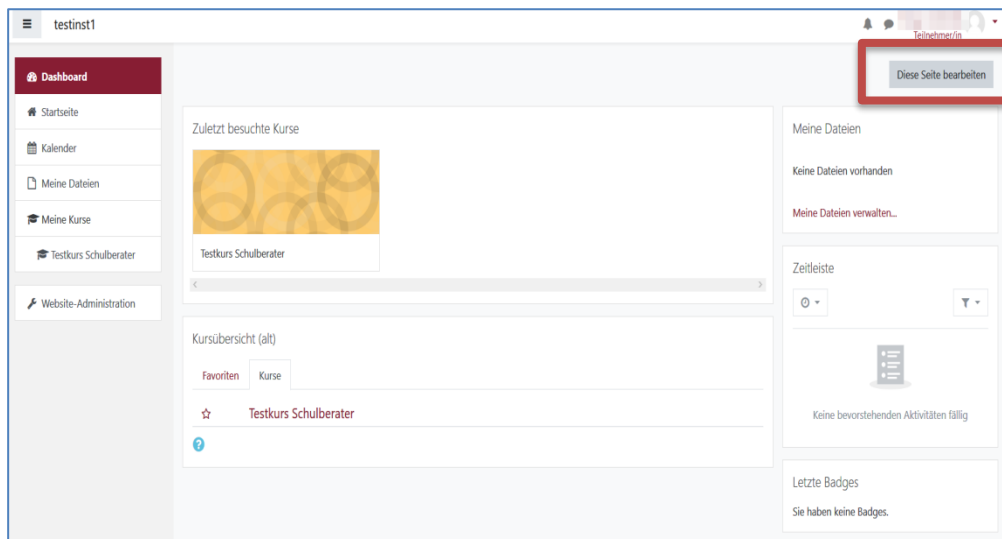 testinst1
Teilnehmer/in
Diese Seite bearbeiten
Dashboard
Startseite
Kalender
Meine Dateien
Meine Kurse
Testkurs Schulberater
Website-Administration
Zuletzt besuchte Kurse
Testkurs Schulberater
Kursübersicht (alt)
Favoriten Kurse
Testkurs Schulberater
?
Meine Dateien
Keine Dateien vorhanden
Meine Dateien verwalten...
Zeitleiste
Keine bevorstehenden Aktivitäten fällig
Letzte Badges
Sie haben keine Badges.